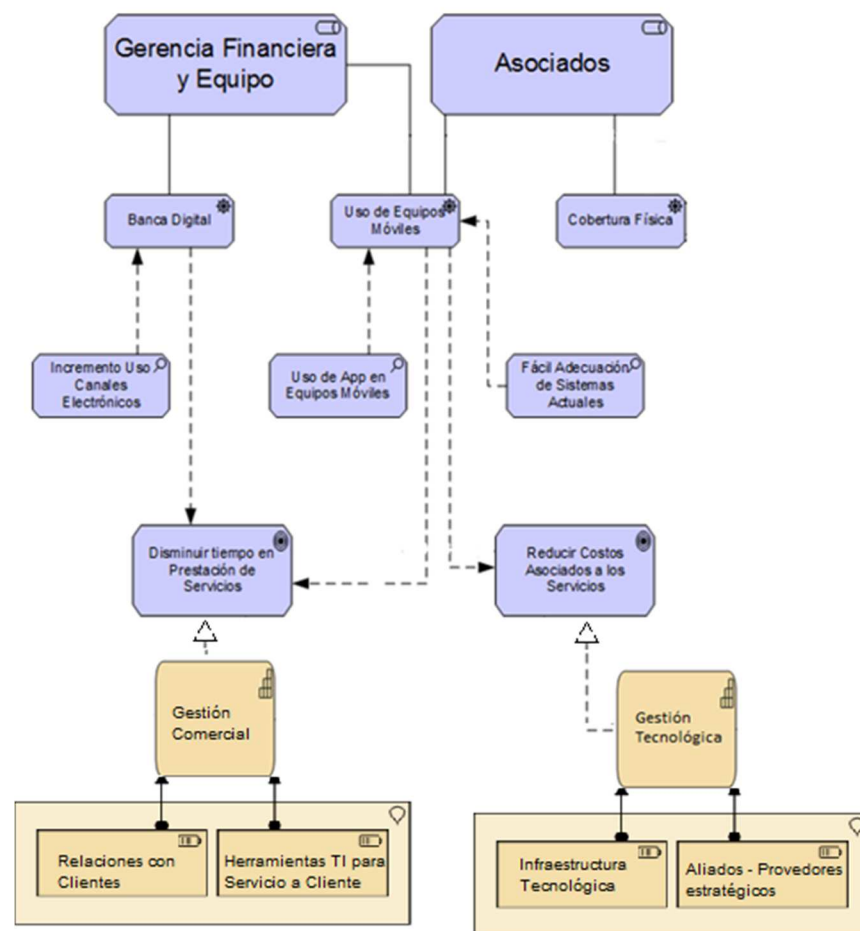 Gerencia Financiera
y Equipo
Asociados
Banca Digital
Uso de Equipos
Móviles
Cobertura Física
Incremento Uso
Canales
Electrónicos
Uso de App en
Equipos Móviles
Fácil Adecuación
de Sistemas
Actuales
Disminuir tiempo en
Prestación de
Servicios
Reducir Costos
Asociados a los
Servicios
Gestión
Comercial
Gestión
Tecnológica
Relaciones con
Clientes
Herramientas TI para
Servicio a Cliente
Infraestructura
Tecnológica
Aliados - Provedores
estratégicos